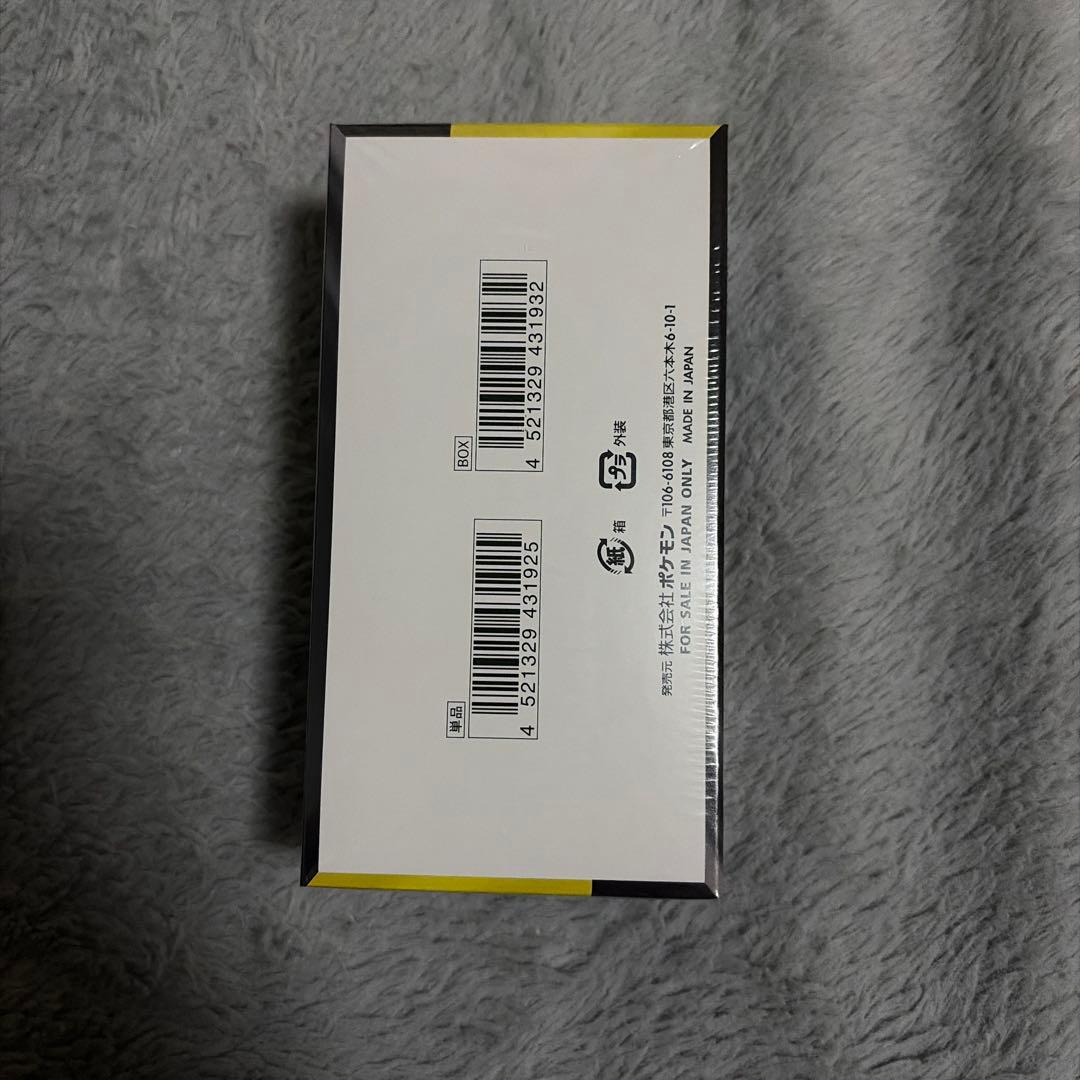 単品
4 521329 431925
BOX
4 521329 431932
紙 箱
プラ 外装
発売元 株式会社 ポケモン 〒106-6108 東京都港区六本木6-10-1
FOR SALE IN JAPAN ONLY MADE IN JAPAN